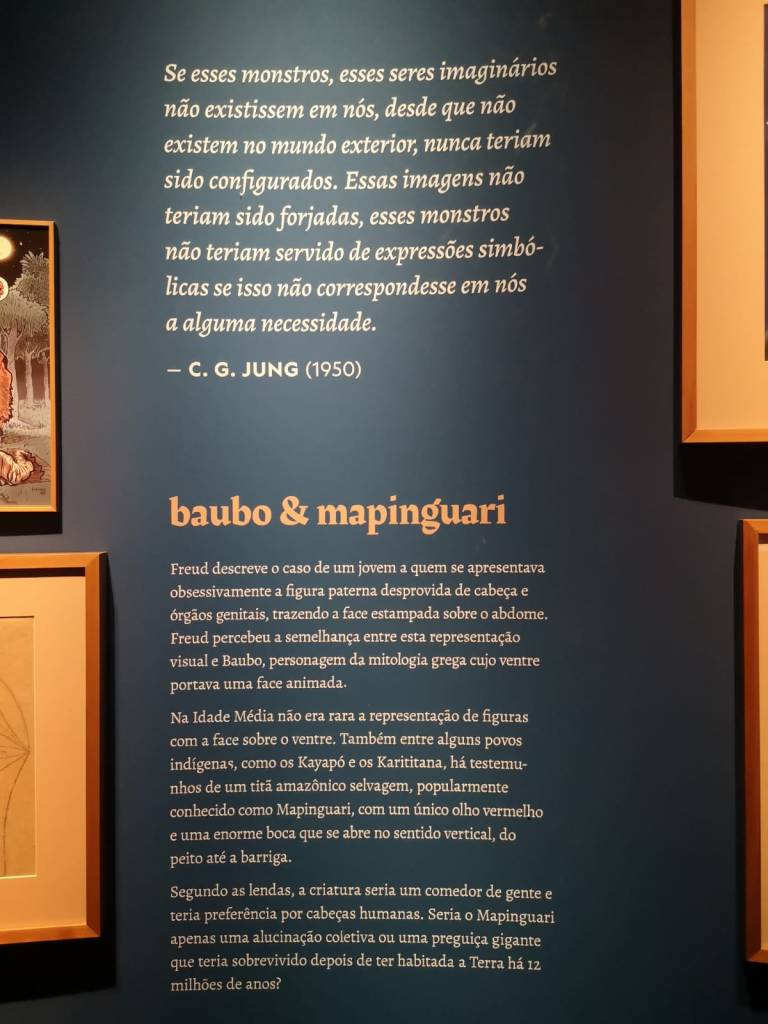 Se esses monstros, esses seres imaginários
não existissem em nós, desde que não
existem no mundo exterior, nunca teriam
sido configurados. Essas imagens não
teriam sido forjadas, esses monstros
não teriam servido de expressões simbó-
licas se isso não correspondesse em nós
a alguma necessidade.
— C. G. JUNG (1950)
baubo & mapinguari
Freud descreve o caso de um jovem a quem se apresentava
obsessivamente a figura paterna desprovida de cabeça e
órgãos genitais, trazendo a face estampada sobre o abdome.
Freud percebeu a semelhança entre esta representação
visual e Baubo, personagem da mitologia grega cujo ventre
portava uma face animada.
Na Idade Média não era rara a representação de figuras
com a face sobre o ventre. Também entre alguns povos
indígenas, como os Kayapó e os Karititana, há testemu-
nhos de um titã amazônico selvagem, popularmente
conhecido como Mapinguari, com um único olho vermelho
e uma enorme boca que se abre no sentido vertical, do
peito até a barriga.
Segundo as lendas, a criatura seria um comedor de gente e
teria preferência por cabeças humanas. Seria o Mapinguari
apenas uma alucinação coletiva ou uma preguiça gigante
que teria sobrevivido depois de ter habitada a Terra há 12
milhões de anos?